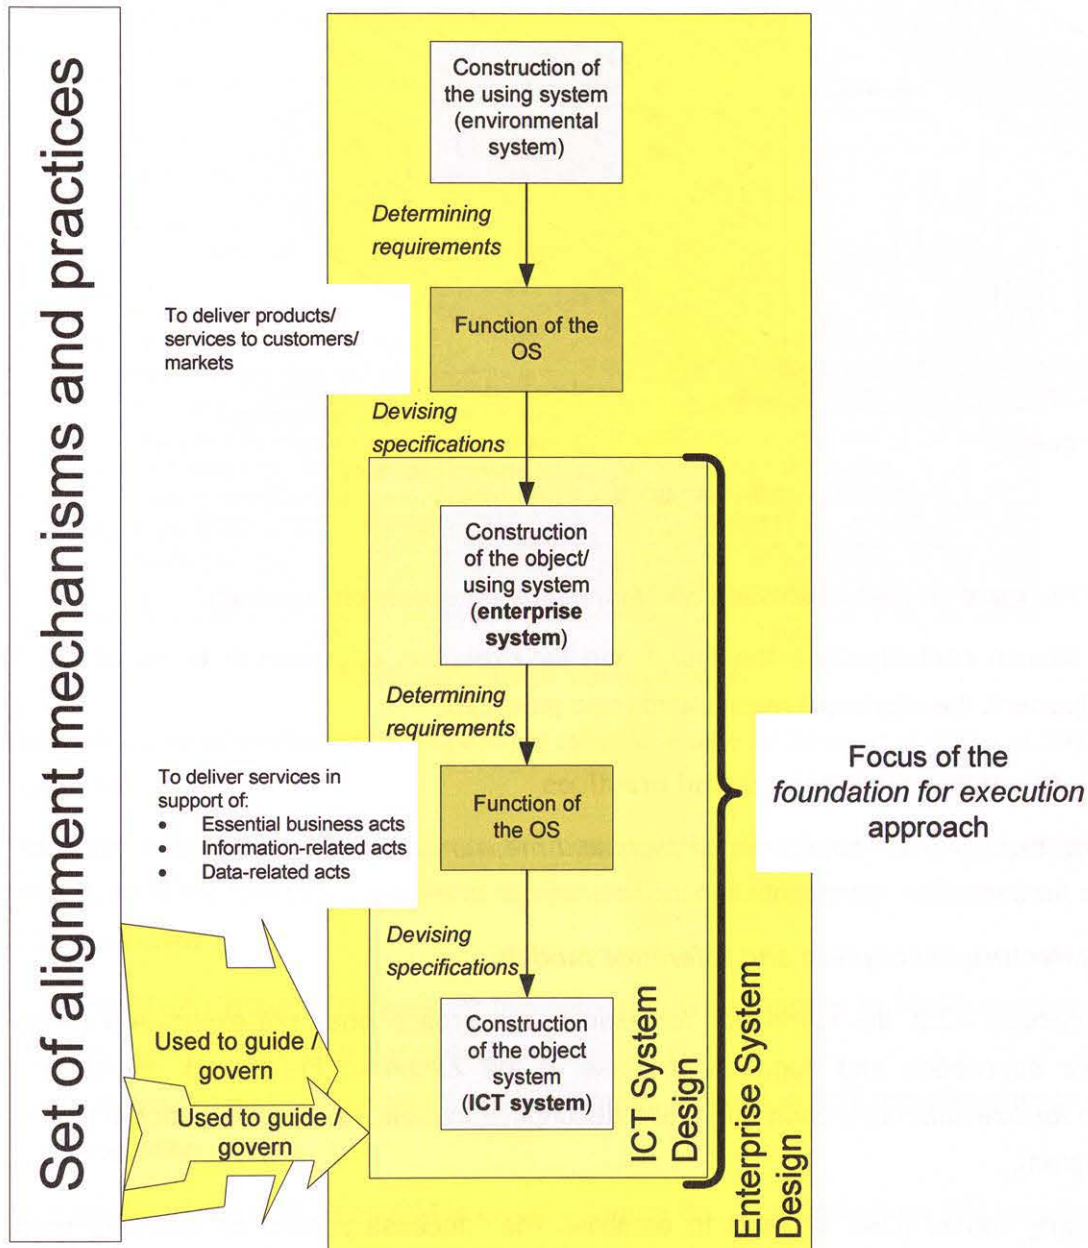 Set of alignment mechanisms and practices
Construction of
the using system
(environmental
system)
Determining
requirements
To deliver products/
services to customers/
markets
Function of the
OS
Devising
specifications
Construction
of the object/
using system
(enterprise
system)
Determining
requirements
To deliver services in
support of:
• Essential business acts
• Information-related acts
• Data-related acts
Function of
the OS
Focus of the
foundation for execution
approach
Devising
specifications
Construction
of the object
system
(ICT system)
Used to guide /
govern
Used to guide /
govern
ICT System
Design
Enterprise System
Design